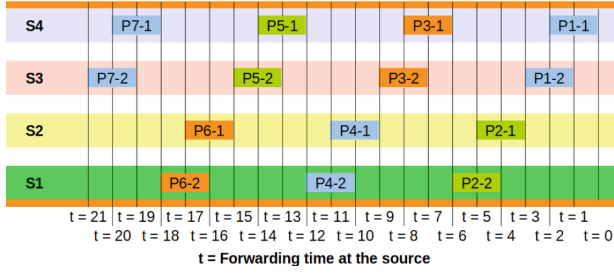 S4 P7-1 P5-1 P3-1 P1-1
S3 P7-2 P5-2 P3-2 P1-2
S2 P6-1 P4-1 P2-1
S1 P6-2 P4-2 P2-2
t = 21 t = 19 t = 17 t = 15 t = 13 t = 11 t = 9 t = 7 t = 5 t = 3 t = 1
t = 20 t = 18 t = 16 t = 14 t = 12 t = 10 t = 8 t = 6 t = 4 t = 2 t = 0
t = Forwarding time at the source